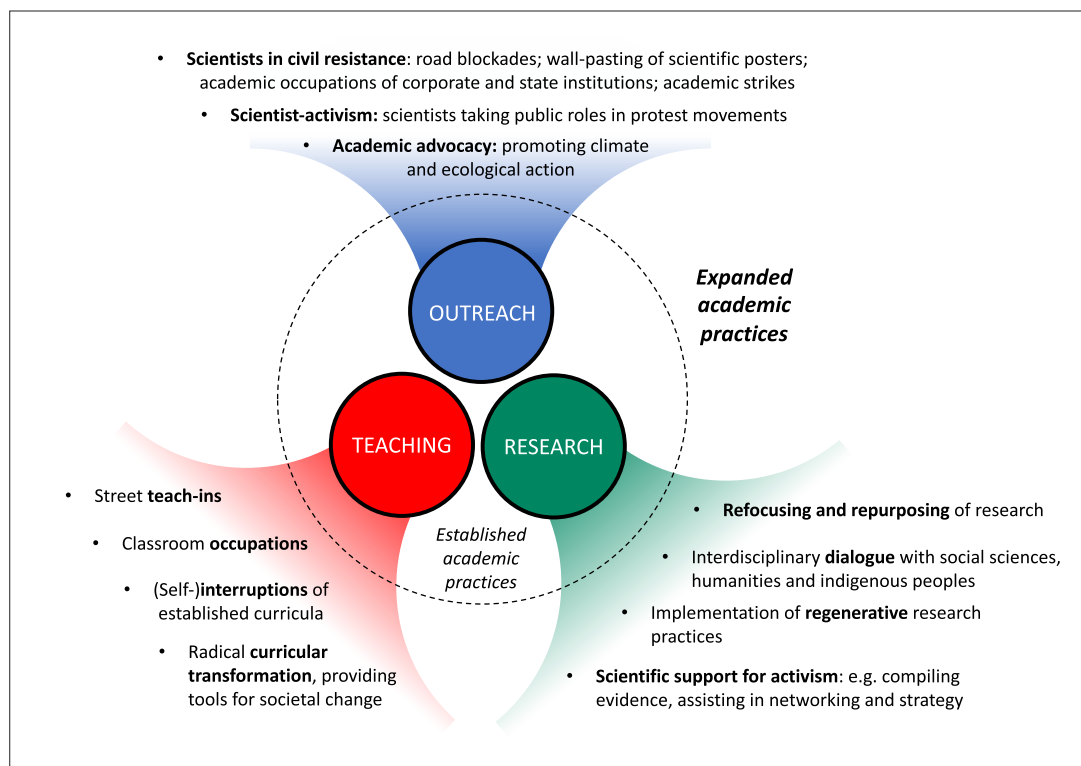 • Scientists in civil resistance: road blockades; wall-pasting of scientific posters;
academic occupations of corporate and state institutions; academic strikes
• Scientist-activism: scientists taking public roles in protest movements
• Academic advocacy: promoting climate
and ecological action
Expanded
academic
practices
OUTREACH
TEACHING
RESEARCH
Established
academic
practices
• Street teach-ins
• Classroom occupations
• (Self-)interruptions of
established curricula
• Radical curricular
transformation, providing
tools for societal change
• Refocusing and repurposing of research
• Interdisciplinary dialogue with social sciences,
humanities and indigenous peoples
• Implementation of regenerative research
practices
• Scientific support for activism: e.g. compiling
evidence, assisting in networking and strategy